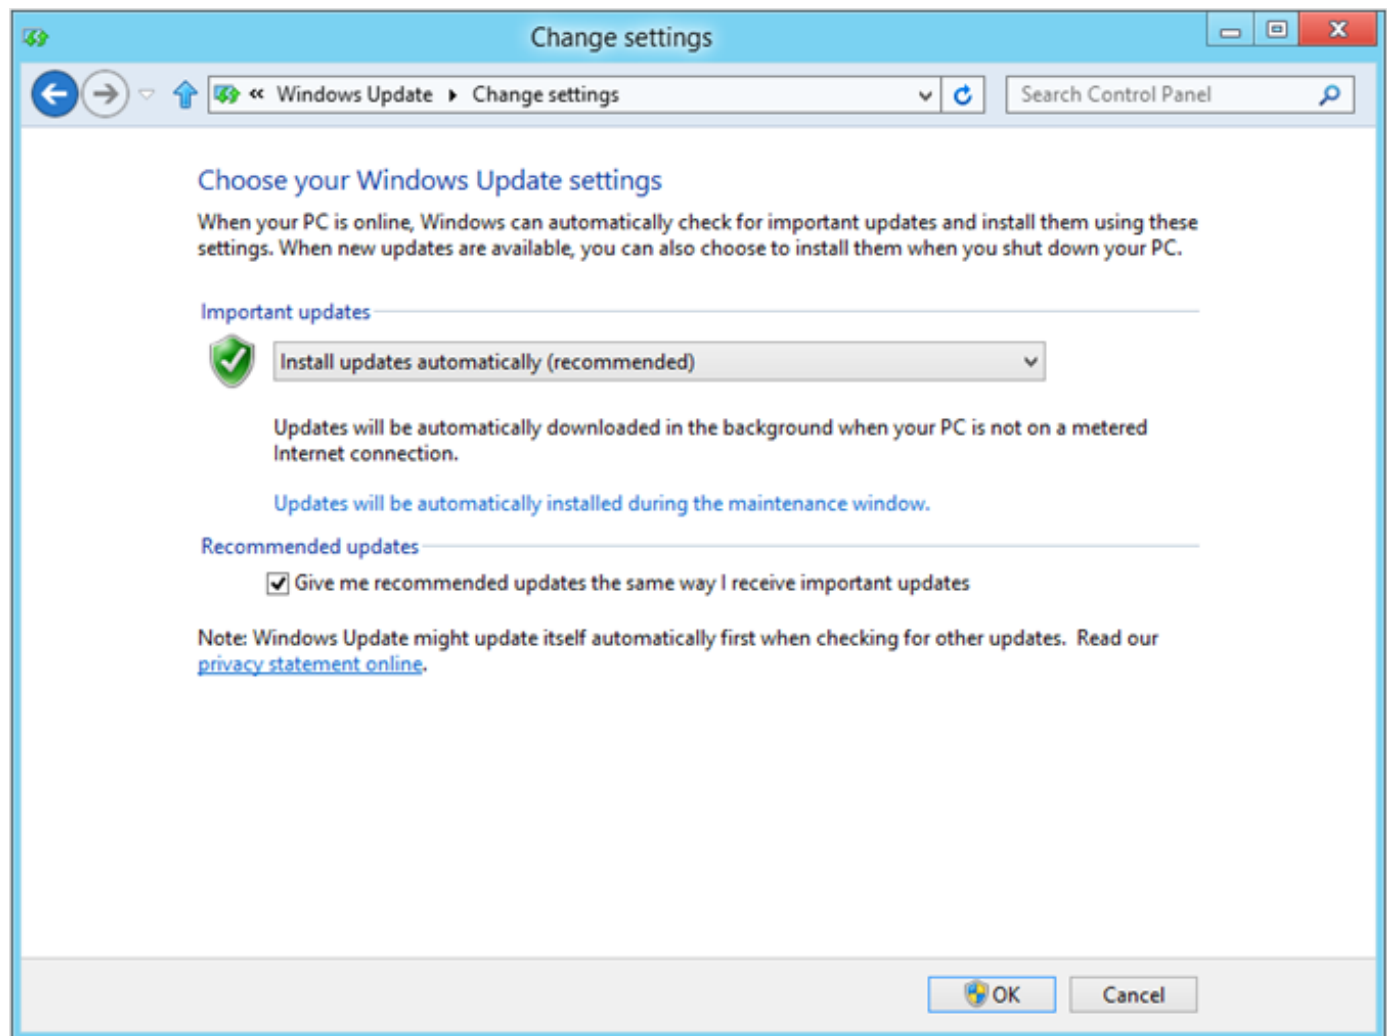 Change settings
« Windows Update ▸ Change settings
Search Control Panel
Choose your Windows Update settings
When your PC is online, Windows can automatically check for important updates and install them using these
settings. When new updates are available, you can also choose to install them when you shut down your PC.
Important updates
Install updates automatically (recommended)
Updates will be automatically downloaded in the background when your PC is not on a metered
Internet connection.
Updates will be automatically installed during the maintenance window.
Recommended updates
Give me recommended updates the same way I receive important updates
Note: Windows Update might update itself automatically first when checking for other updates.  Read our
privacy statement online.
OK
Cancel